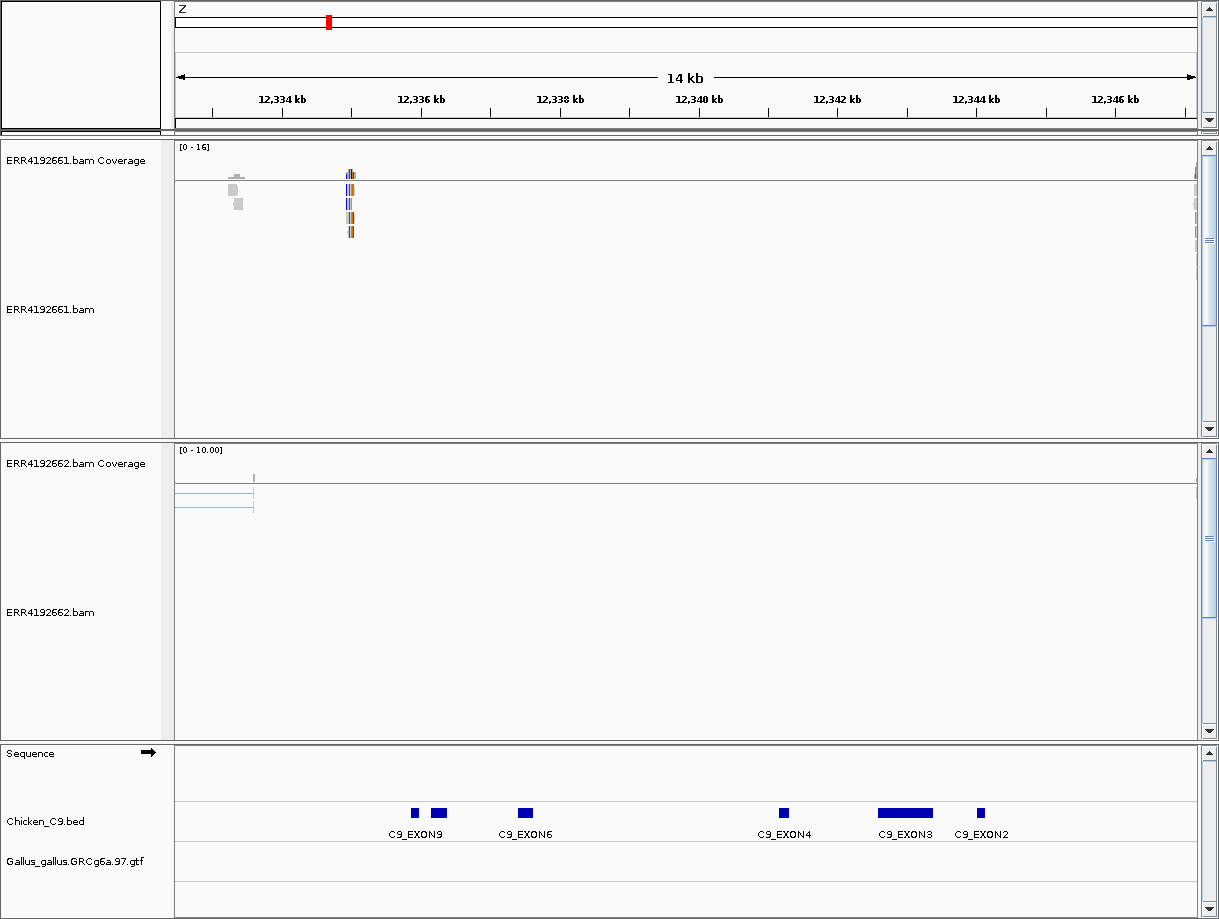 Z
14 kb
12,334 kb 12,336 kb 12,338 kb 12,340 kb 12,342 kb 12,344 kb 12,346 kb
[0 - 16]
ERR4192661.bam Coverage
ERR4192661.bam
[0 - 10.00]
ERR4192662.bam Coverage
ERR4192662.bam
Sequence
Chicken_C9.bed
C9_EXON9 C9_EXON6 C9_EXON4 C9_EXON3 C9_EXON2
Gallus_gallus.GRCg6a.97.gtf